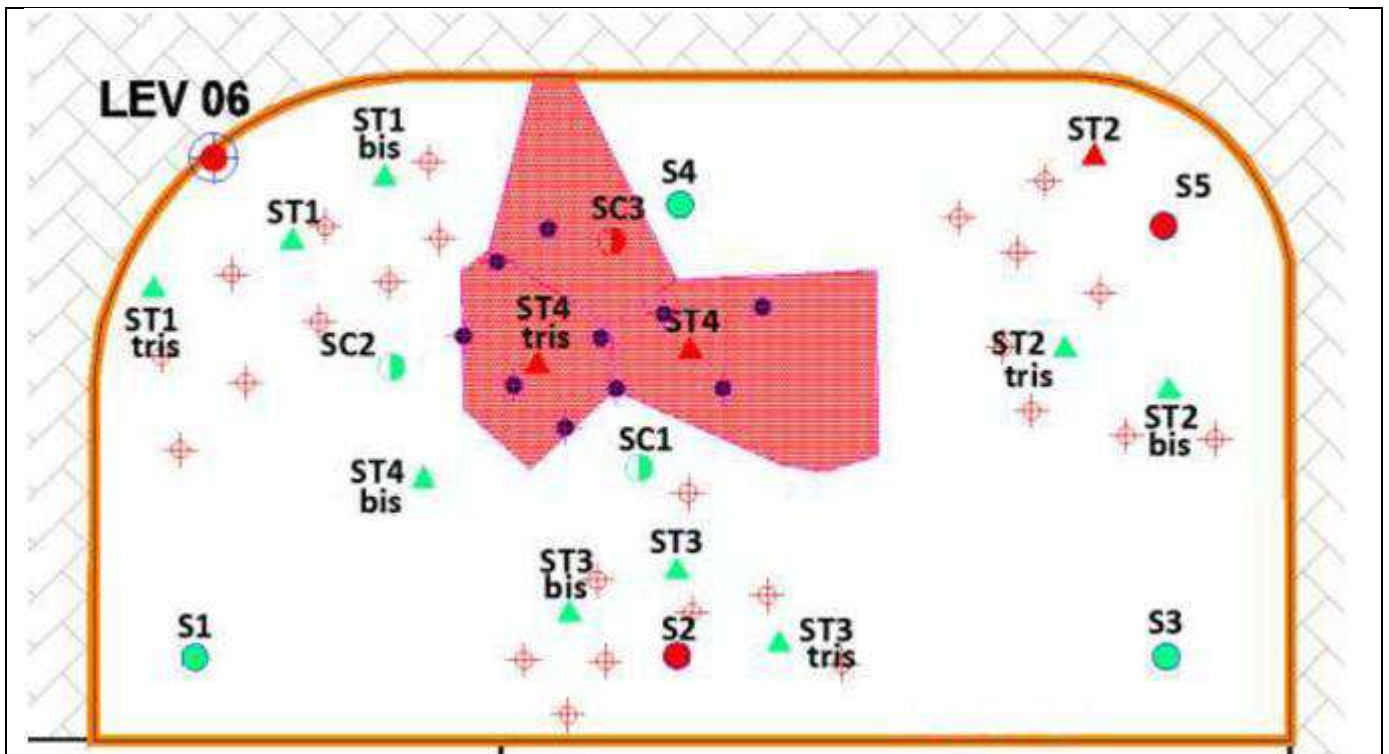 LEV 06
ST1
bis
ST2
S4
S5
ST1
SC3
ST1
tris
ST4
tris
ST4
SC2
ST2
tris
ST2
bis
SC1
ST4
bis
ST3
ST3
bis
S1
S2
ST3
tris
S3